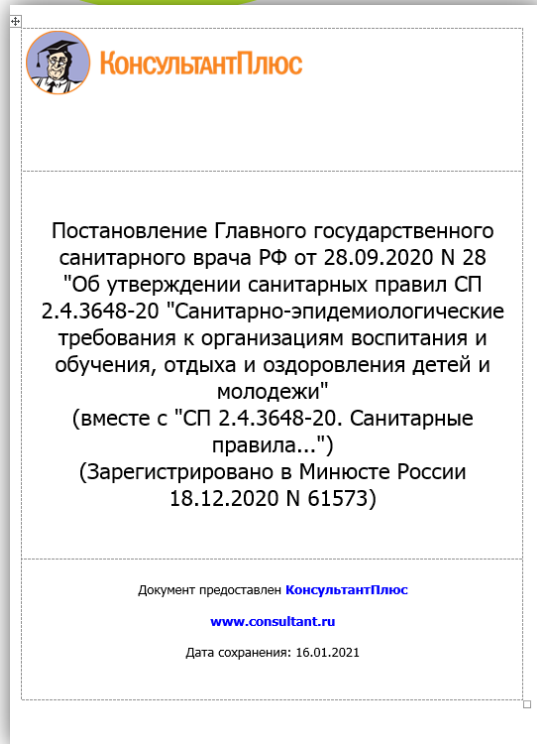 КонсультантПлюс
Постановление Главного государственного
санитарного врача РФ от 28.09.2020 N 28
"Об утверждении санитарных правил СП
2.4.3648-20 "Санитарно-эпидемиологические
требования к организациям воспитания и
обучения, отдыха и оздоровления детей и
молодежи"
(вместе с "СП 2.4.3648-20. Санитарные
правила...")
(Зарегистрировано в Минюсте России
18.12.2020 N 61573)
Документ предоставлен КонсультантПлюс
www.consultant.ru
Дата сохранения: 16.01.2021